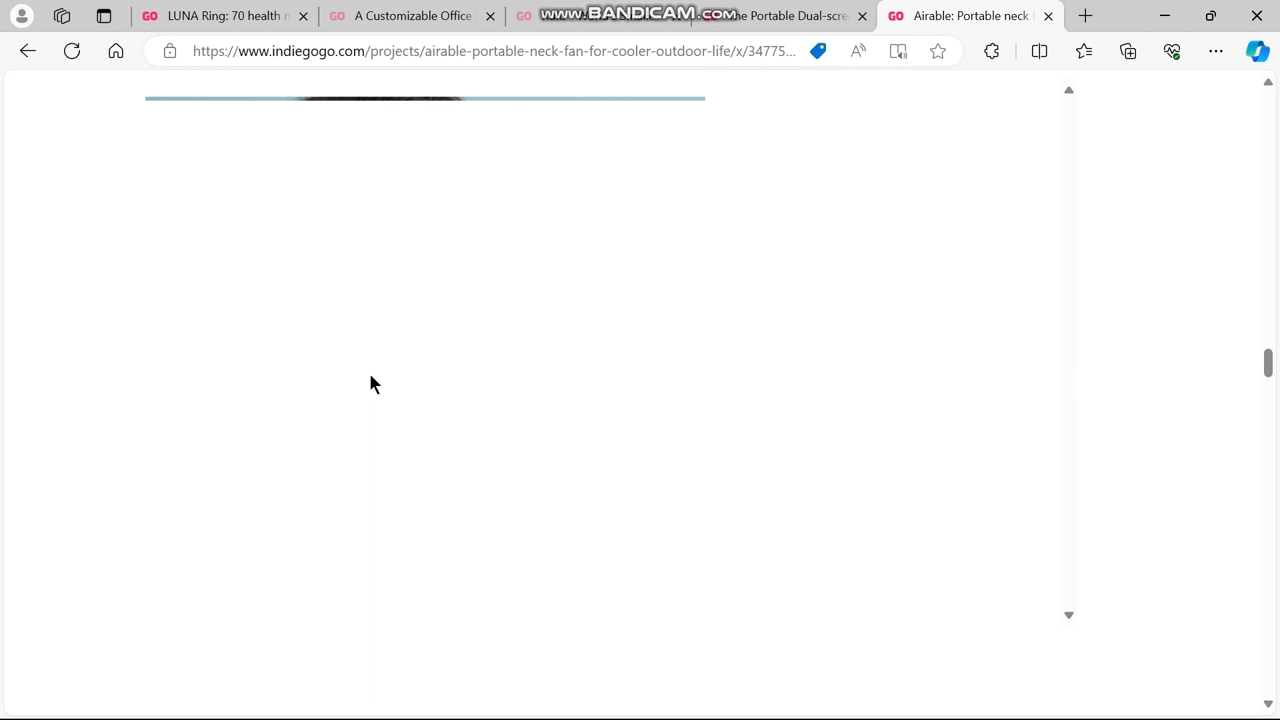 GO LUNA Ring: 70 health
GO A Customizable Office
GO
www.BANDICAM.com
The Portable Dual-scre
GO Airable: Portable neck
https://www.indiegogo.com/projects/airable-portable-neck-fan-for-cooler-outdoor-life/x/34775...